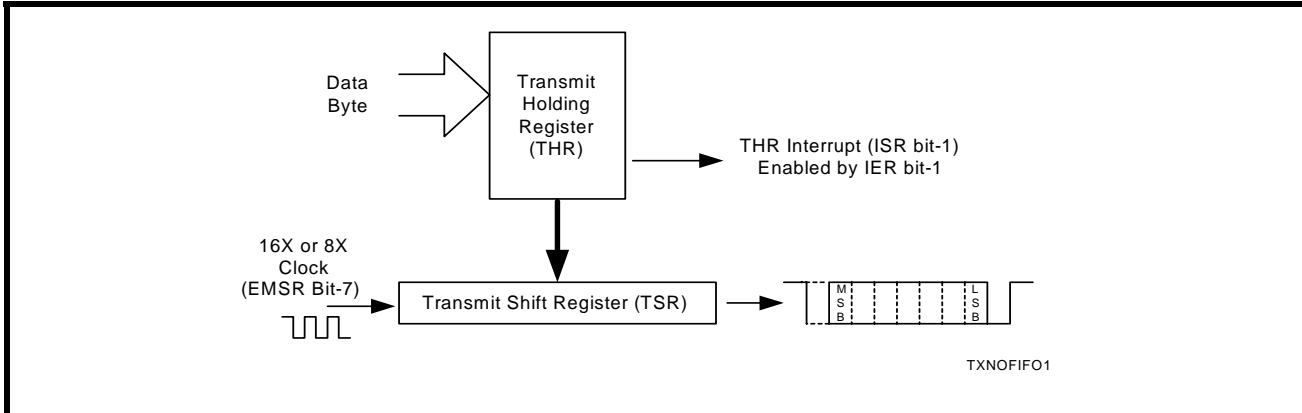 Data
Byte
Transmit
Holding
Register
(THR)
THR Interrupt (ISR bit-1)
Enabled by IER bit-1
16X or 8X
Clock
(EMSR Bit-7)
Transmit Shift Register (TSR)
M
S
B
L
S
B
TXNOFIFO1